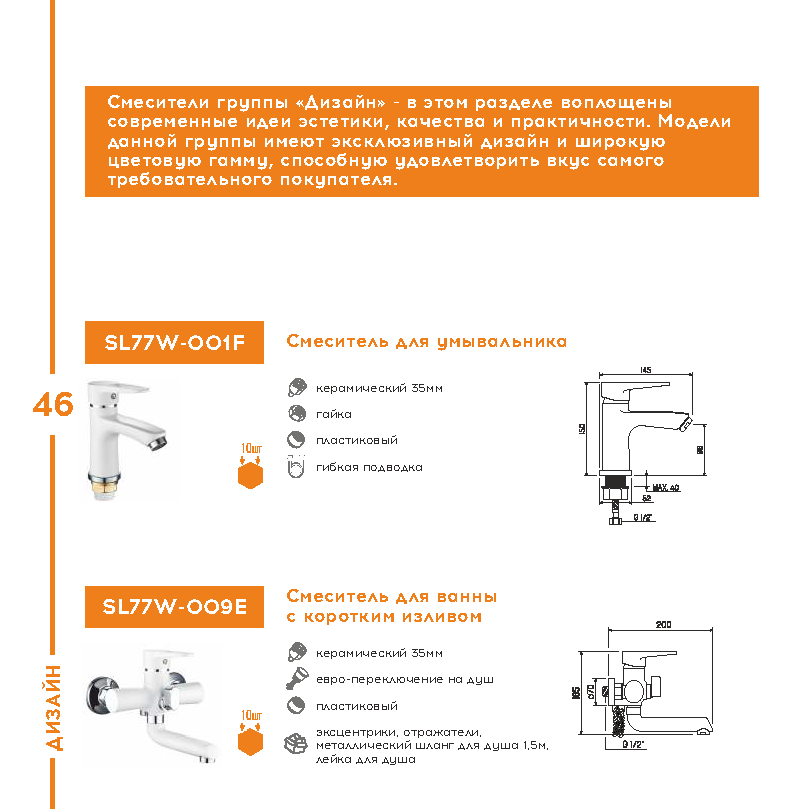 Смесители группы «Дизайн» - в этом разделе воплощены
современные идеи эстетики, качества и практичности. Модели
данной группы имеют эксклюзивный дизайн и широкую
цветовую гамму, способную удовлетворить вкус самого
требовательного покупателя.
SL77W-001F
Смеситель для умывальника
46
керамический 35мм
гайка
пластиковый
гибкая подводка
10шт
145
150
MAX. 40
52
G 1/2"
SL77W-009E
Смеситель для ванны
с коротким изливом
керамический 35мм
евро-переключение на душ
пластиковый
эксцентрики, отражатели,
металлический шланг для душа 1,5м,
лейка для душа
10шт
200
G 1/2"
ДИЗАЙН